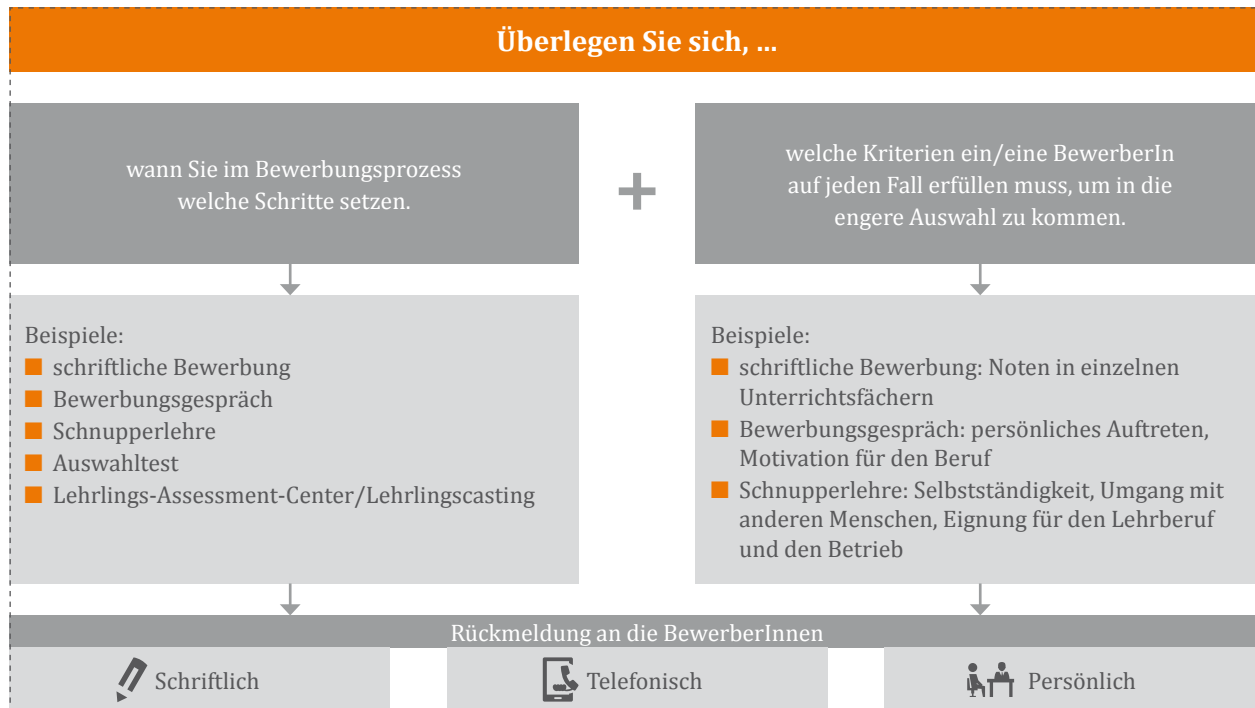 Überlegen Sie sich, ...
wann Sie im Bewerbungsprozess
welche Schritte setzen.
+
welche Kriterien ein/eine BewerberIn
auf jeden Fall erfüllen muss, um in die
engere Auswahl zu kommen.
Beispiele:
■ schriftliche Bewerbung
■ Bewerbungsgespräch
■ Schnupperlehre
■ Auswahltest
■ Lehrlings-Assessment-Center/Lehrlingscasting
Beispiele:
■ schriftliche Bewerbung: Noten in einzelnen
Unterrichtsfächern
■ Bewerbungsgespräch: persönliches Auftreten,
Motivation für den Beruf
■ Schnupperlehre: Selbstständigkeit, Umgang mit
anderen Menschen, Eignung für den Lehrberuf
und den Betrieb
Rückmeldung an die BewerberInnen
Schriftlich
Telefonisch
Persönlich